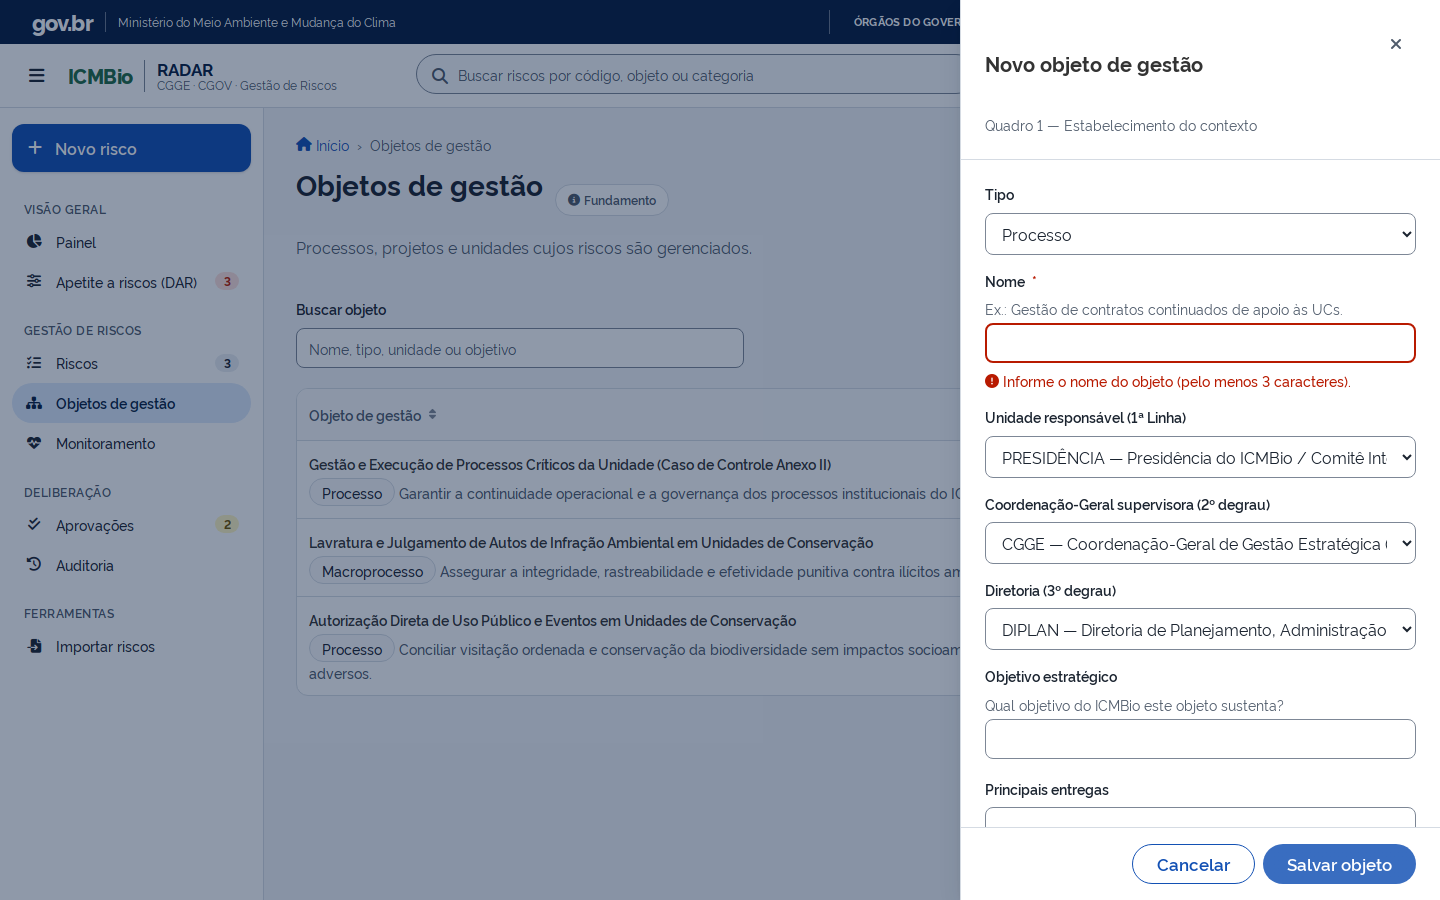 gov.br
Ministério do Meio Ambiente e Mudança do Clima
ÓRGÃOS DO GOVER
ICMBio
RADAR
CGGE · CGOV · Gestão de Riscos
Buscar riscos por código, objeto ou categoria
Novo risco
VISÃO GERAL
Painel
Apetite a riscos (DAR) 3
GESTÃO DE RISCOS
Riscos 3
Objetos de gestão
Monitoramento
DELIBERAÇÃO
Aprovações 2
Auditoria
FERRAMENTAS
Importar riscos
Início › Objetos de gestão
Objetos de gestão
Fundamento
Processos, projetos e unidades cujos riscos são gerenciados.
Buscar objeto
Nome, tipo, unidade ou objetivo
Objeto de gestão
Gestão e Execução de Processos Críticos da Unidade (Caso de Controle Anexo II)
Processo Garantir a continuidade operacional e a governança dos processos institucionais do IC
Lavratura e Julgamento de Autos de Infração Ambiental em Unidades de Conservação
Macroprocesso Assegurar a integridade, rastreabilidade e efetividade punitiva contra ilícitos am
Autorização Direta de Uso Público e Eventos em Unidades de Conservação
Processo Conciliar visitação ordenada e conservação da biodiversidade sem impactos socioam
adversos.
Novo objeto de gestão
Quadro 1 — Estabelecimento do contexto
Tipo
Processo
Nome *
Ex.: Gestão de contratos continuados de apoio às UCs.
Informe o nome do objeto (pelo menos 3 caracteres).
Unidade responsável (1ª Linha)
PRESIDÊNCIA — Presidência do ICMBio / Comitê Int
Coordenação-Geral supervisora (2º degrau)
CGGE — Coordenação-Geral de Gestão Estratégica (
Diretoria (3º degrau)
DIPLAN — Diretoria de Planejamento, Administração
Objetivo estratégico
Qual objetivo do ICMBio este objeto sustenta?
Principais entregas
Cancelar
Salvar objeto